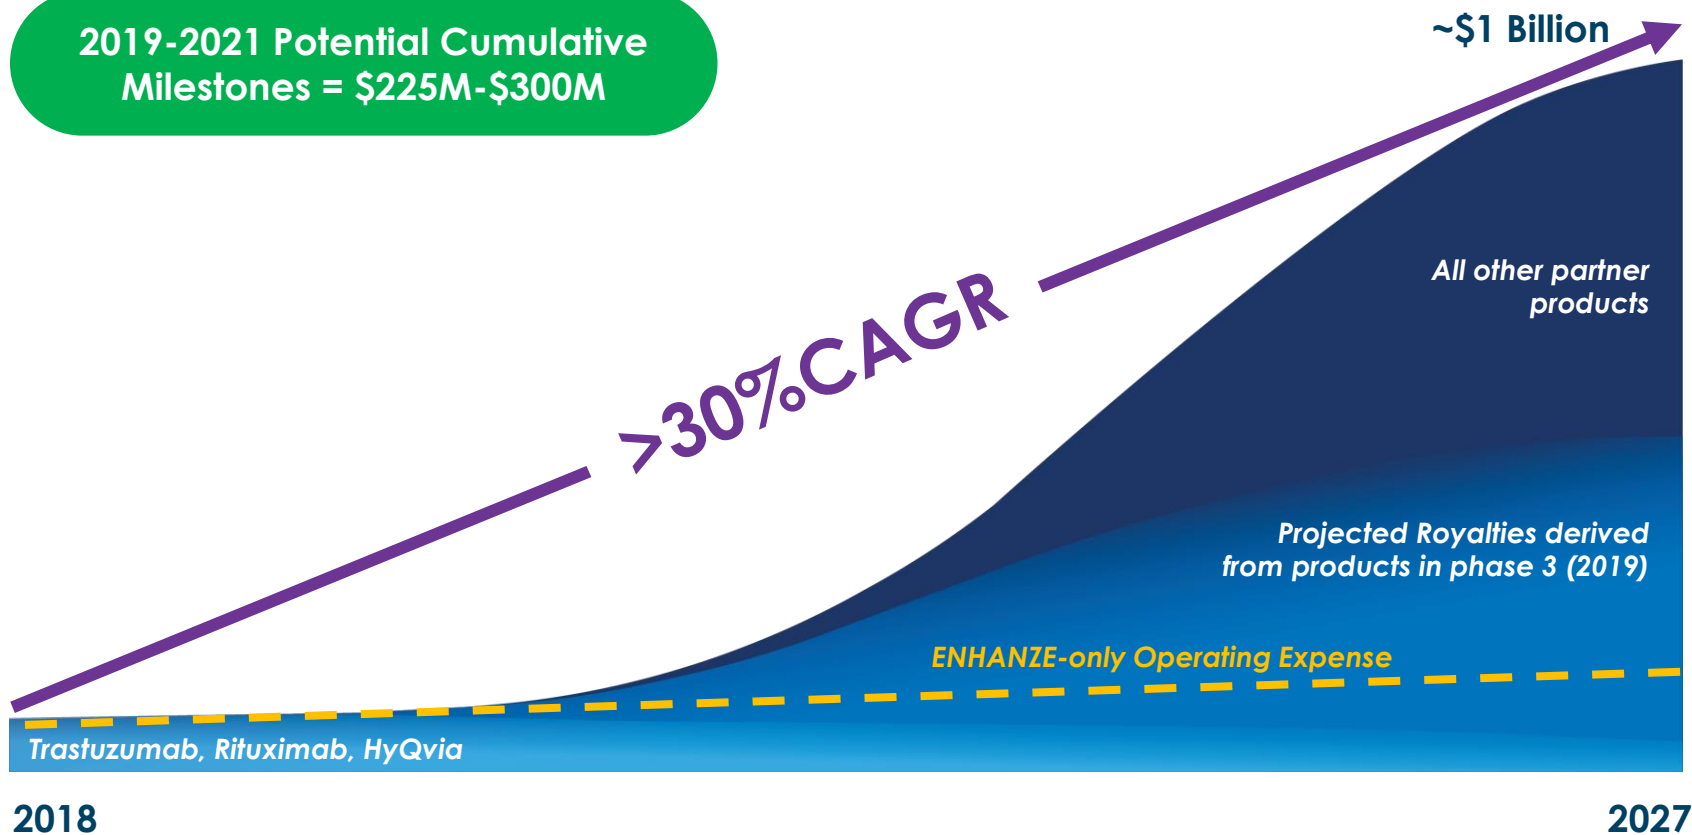 2019-2021 Potential Cumulative
Milestones = $225M-$300M
~$1 Billion
>30%CAGR
All other partner
products
Projected Royalties derived
from products in phase 3 (2019)
ENHANZE-only Operating Expense
Trastuzumab, Rituximab, HyQvia
2018
2027